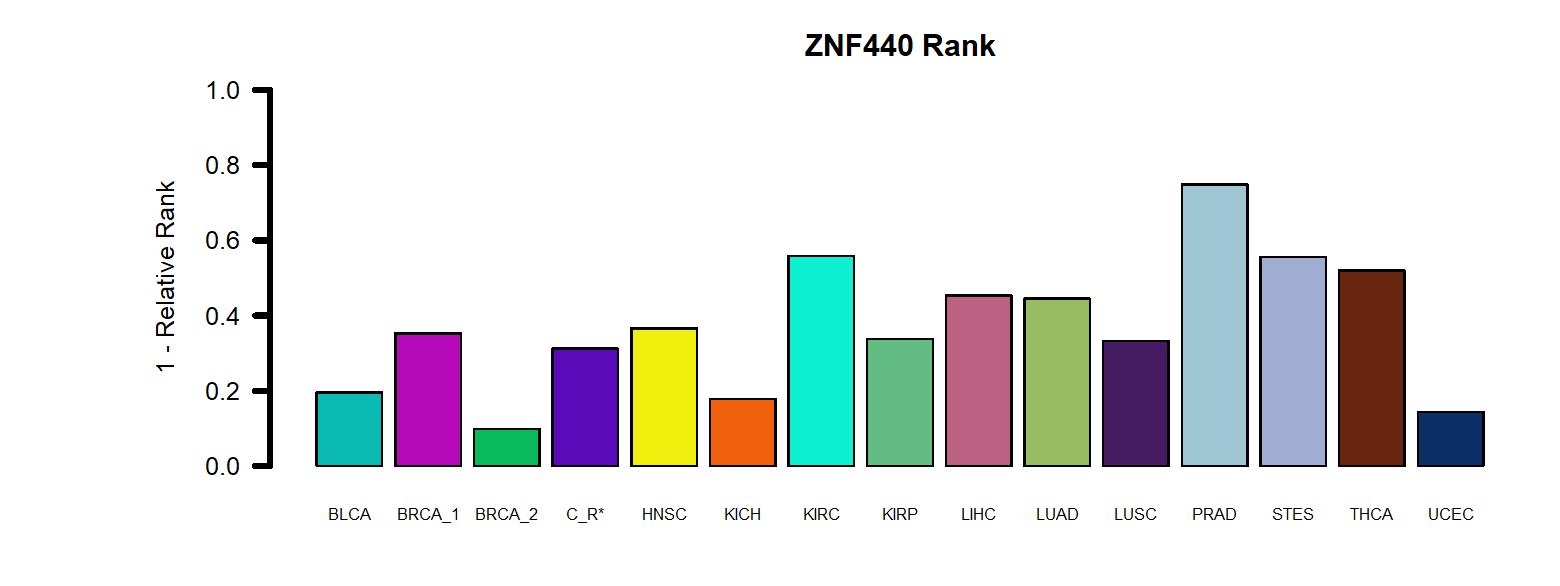 ZNF440 Rank
1 - Relative Rank
1.0
0.8
0.6
0.4
0.2
0.0
BLCA BRCA_1 BRCA_2 C_R* HNSC KICH KIRC KIRP LIHC LUAD LUSC PRAD STES THCA UCEC